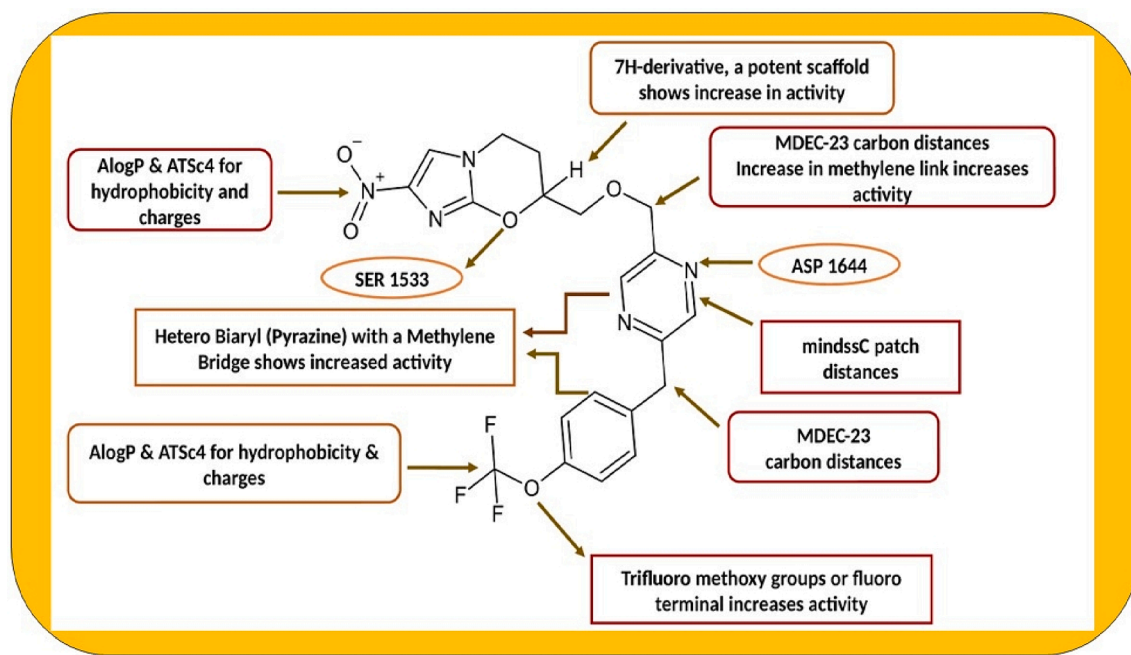 7H-derivative, a potent scaffold
shows increase in activity
AlogP & ATSc4 for
hydrophobicity and
charges
MDEC-23 carbon distances
Increase in methylene link increases
activity
O−
N+
O
N
N
O
H
O
SER 1533
N
N
ASP 1644
Hetero Biaryl (Pyrazine) with a Methylene
Bridge shows increased activity
mindssC patch
distances
AlogP & ATSc4 for hydrophobicity &
charges
MDEC-23
carbon distances
F
F
F
O
Trifluoro methoxy groups or fluoro
terminal increases activity